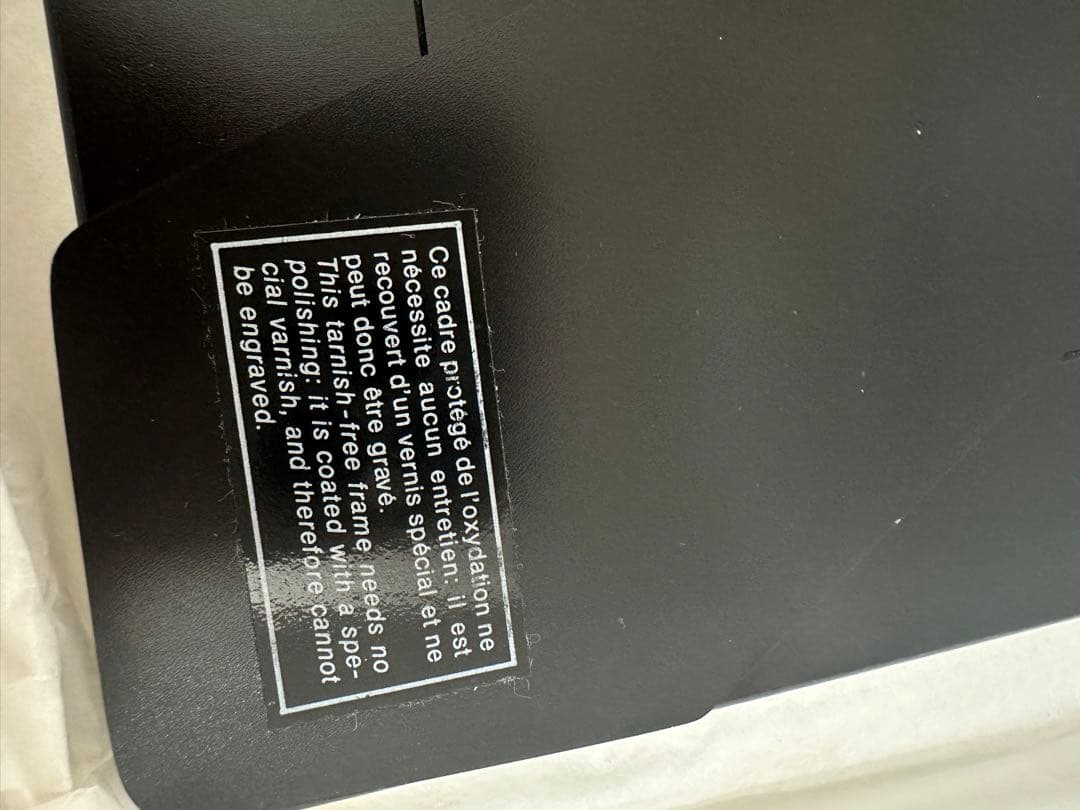 Ce cadre protégé de l'oxydation ne
nécessite aucun entretien: il est
recouvert d'un vernis spécial et ne
peut donc être gravé.
This tarnish-free frame needs no
polishing: it is coated with a spe-
cial varnish, and therefore cannot
be engraved.